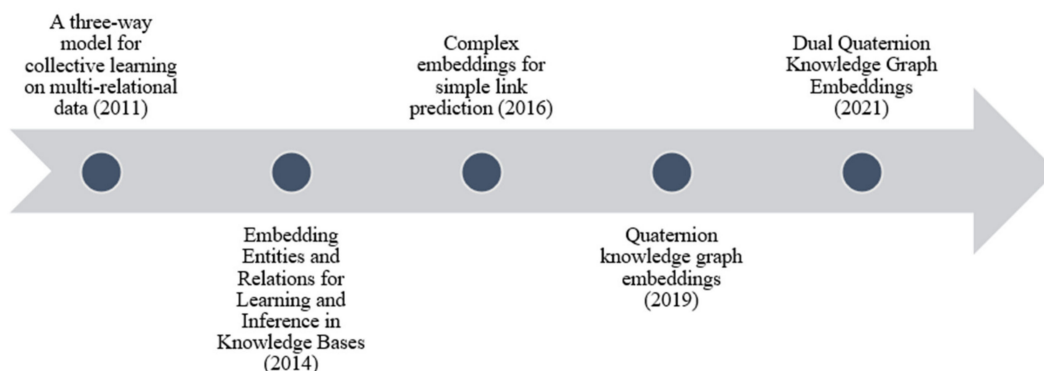 A three-way
model for
collective learning
on multi-relational
data (2011)
Embedding
Entities and
Relations for
Learning and
Inference in
Knowledge Bases
(2014)
Complex
embeddings for
simple link
prediction (2016)
Quaternion
knowledge graph
embeddings
(2019)
Dual Quaternion
Knowledge Graph
Embeddings
(2021)